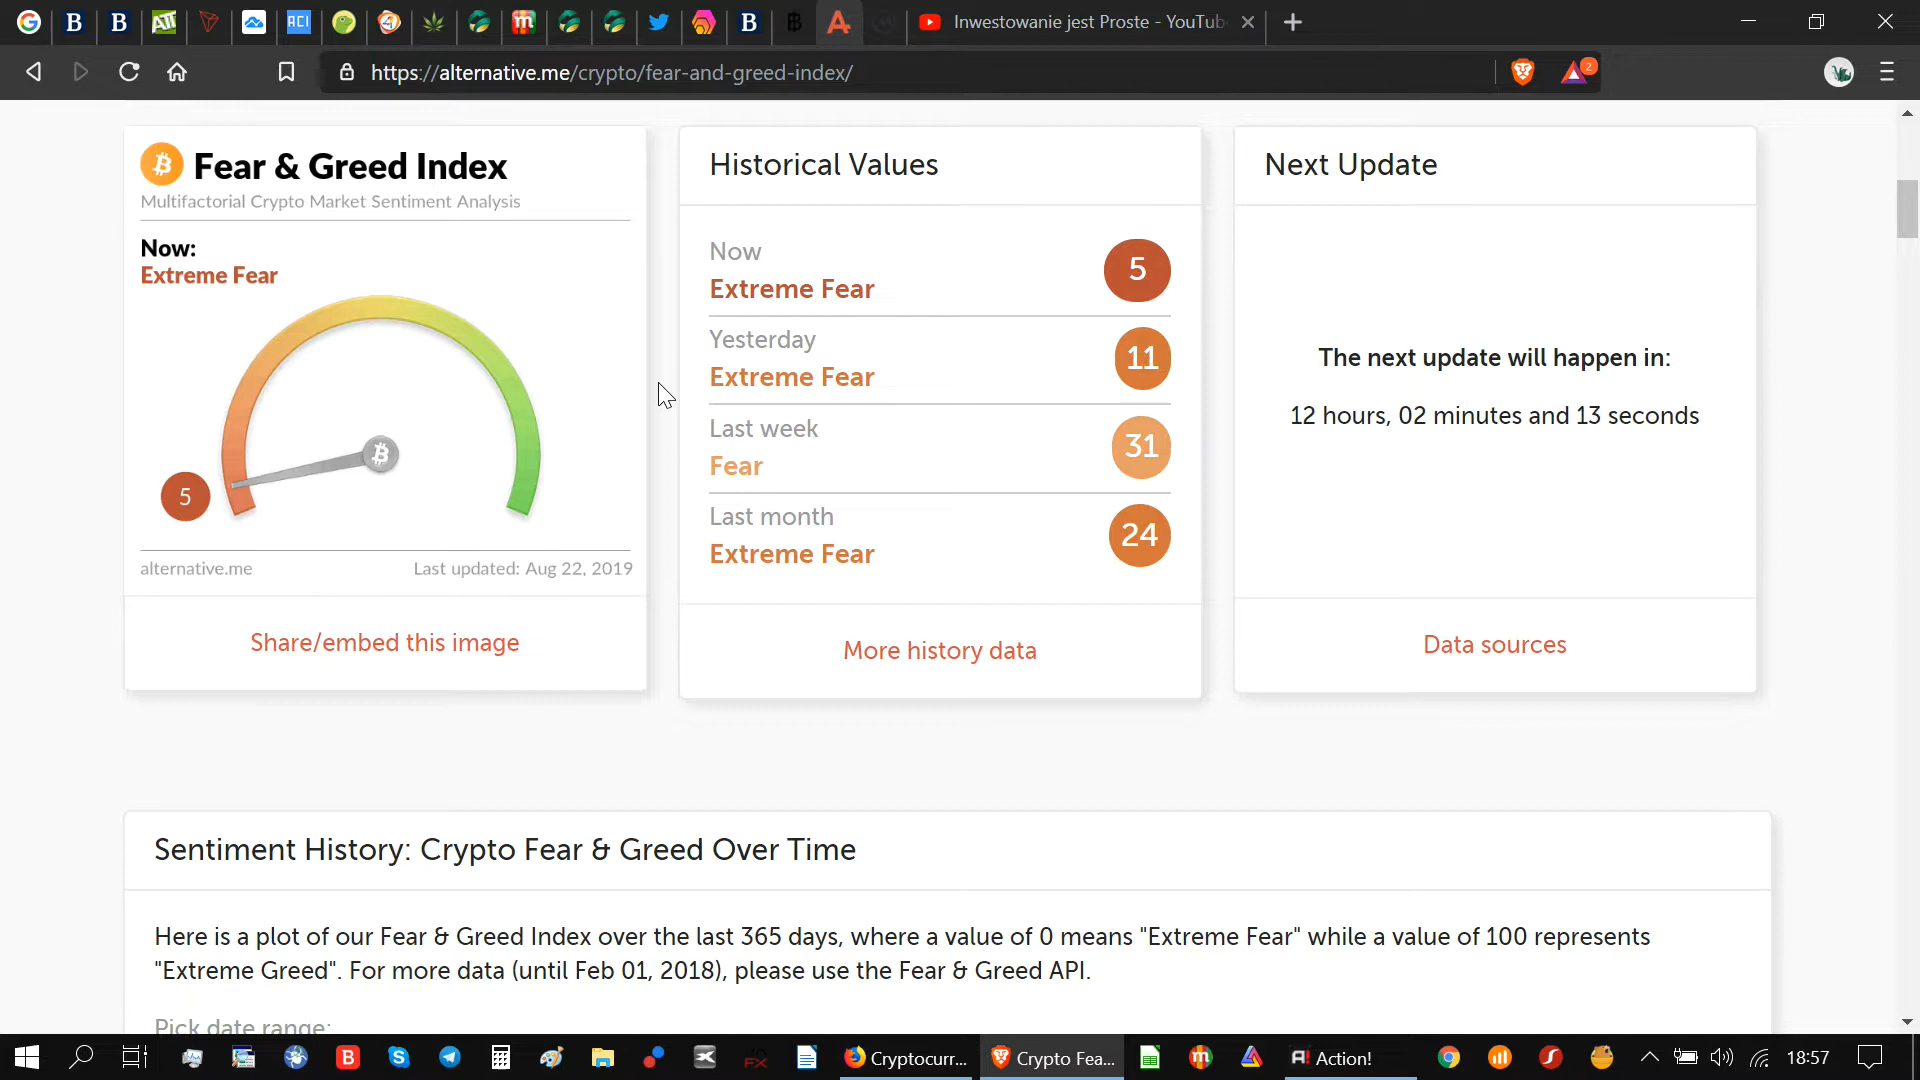 Inwestowanie jest Proste - YouTub
https://alternative.me/crypto/fear-and-greed-index/
2
Fear & Greed Index
Multifactorial Crypto Market Sentiment Analysis
Now:
Extreme Fear
5
alternative.me
Last updated: Aug 22, 2019
Share/embed this image
Historical Values
Now
Extreme Fear
5
Yesterday
Extreme Fear
11
Last week
Fear
31
Last month
Extreme Fear
24
More history data
Next Update
The next update will happen in:
12 hours, 02 minutes and 13 seconds
Data sources
Sentiment History: Crypto Fear & Greed Over Time
Here is a plot of our Fear & Greed Index over the last 365 days, where a value of 0 means "Extreme Fear" while a value of 100 represents
"Extreme Greed". For more data (until Feb 01, 2018), please use the Fear & Greed API.
Pick date range:
Cryptocurr...
Crypto Fea...
Action!
18:57